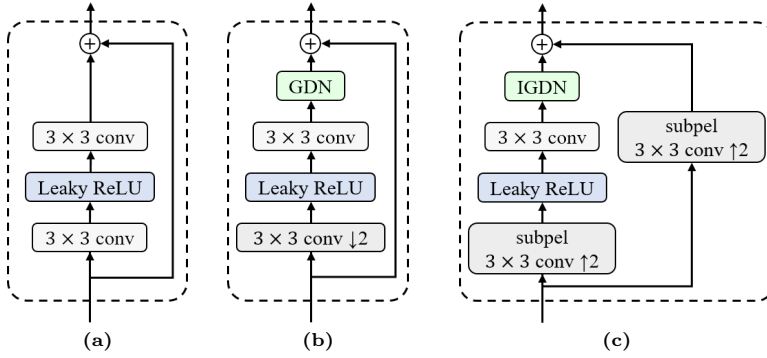 +
3 × 3 conv
Leaky ReLU
3 × 3 conv
(a)
+
GDN
3 × 3 conv
Leaky ReLU
3 × 3 conv ↓2
(b)
+
IGDN
3 × 3 conv
Leaky ReLU
subpel
3 × 3 conv ↑2
subpel
3 × 3 conv ↑2
(c)